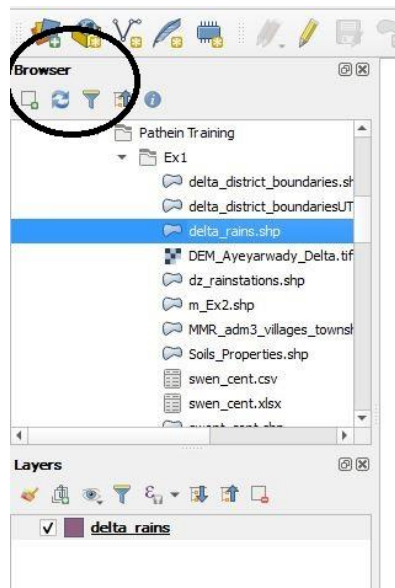 Browser
Pathein Training
Ex1
delta_district_boundaries.sh
delta_district_boundariesUT
delta_rains.shp
DEM_Ayeyarwady_Delta.tif
dz_rainstations.shp
m_Ex2.shp
MMR_adm3_villages_townsh
Soils_Properties.shp
swen_cent.csv
swen_cent.xlsx
Layers
delta_rains